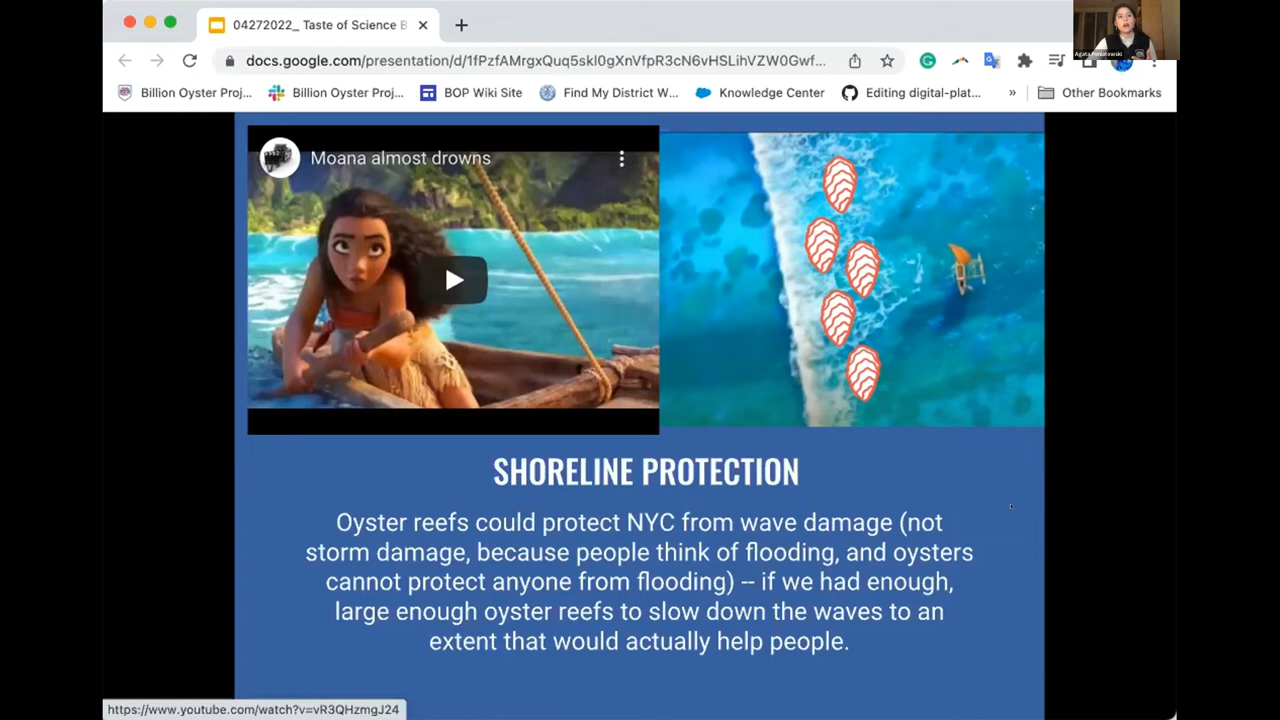 04272022_ Taste of Science B
docs.google.com/presentation/d/1fPzfAMrgxQuq5skl0gXnVfpR3cN6vHSLihVZW0Gwf...
Agata Poniatowski
Billion Oyster Proj...
Billion Oyster Proj...
BOP Wiki Site
Find My District W...
Knowledge Center
Editing digital-plat...
»
Other Bookmarks
Moana almost drowns
SHORELINE PROTECTION
Oyster reefs could protect NYC from wave damage (not
storm damage, because people think of flooding, and oysters
cannot protect anyone from flooding) -- if we had enough,
large enough oyster reefs to slow down the waves to an
extent that would actually help people.
https://www.youtube.com/watch?v=vR3QHzmgJ24